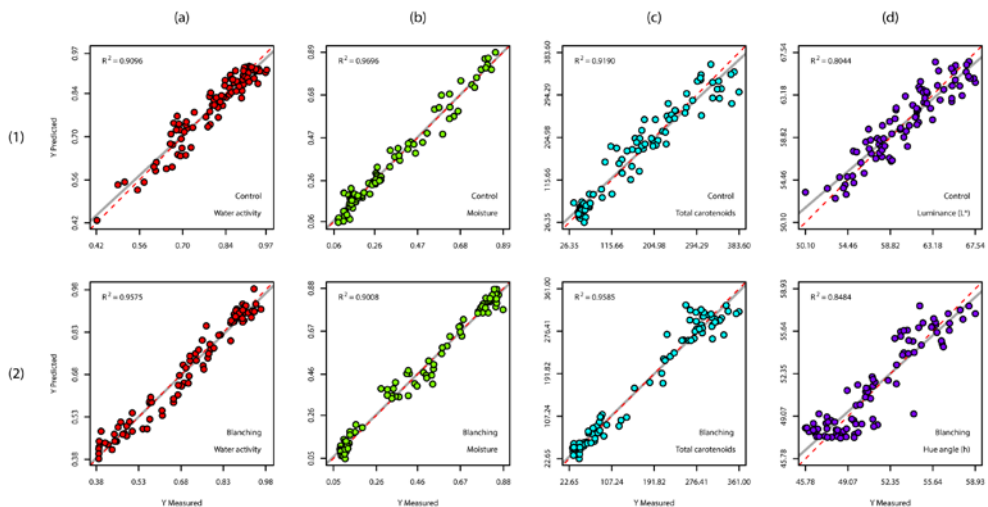 (a) (b) (c) (d)
(1)
Y Predicted
0.97
0.84
0.70
0.56
0.42
R² = 0.9096
Control
Water activity
0.42 0.56 0.70 0.84 0.97
0.89
0.68
0.47
0.26
0.06
R² = 0.9696
Control
Moisture
0.06 0.26 0.47 0.68 0.89
383.60
294.29
204.98
115.66
26.35
R² = 0.9190
Control
Total carotenoids
26.35 115.66 204.98 294.29 383.60
67.54
63.18
58.82
54.46
50.10
R² = 0.8044
Control
Luminance (L*)
50.10 54.46 58.82 63.18 67.54
(2)
Y Predicted
0.98
0.83
0.68
0.53
0.38
R² = 0.9575
Blanching
Water activity
0.38 0.53 0.68 0.83 0.98
Y Measured
0.88
0.67
0.46
0.26
0.05
R² = 0.9008
Blanching
Moisture
0.05 0.26 0.46 0.67 0.88
Y Measured
361.00
276.41
191.82
107.24
22.65
R² = 0.9585
Blanching
Total carotenoids
22.65 107.24 191.82 276.41 361.00
Y Measured
58.93
55.64
52.35
49.07
45.78
R² = 0.8484
Blanching
Hue angle (h)
45.78 49.07 52.35 55.64 58.93
Y Measured